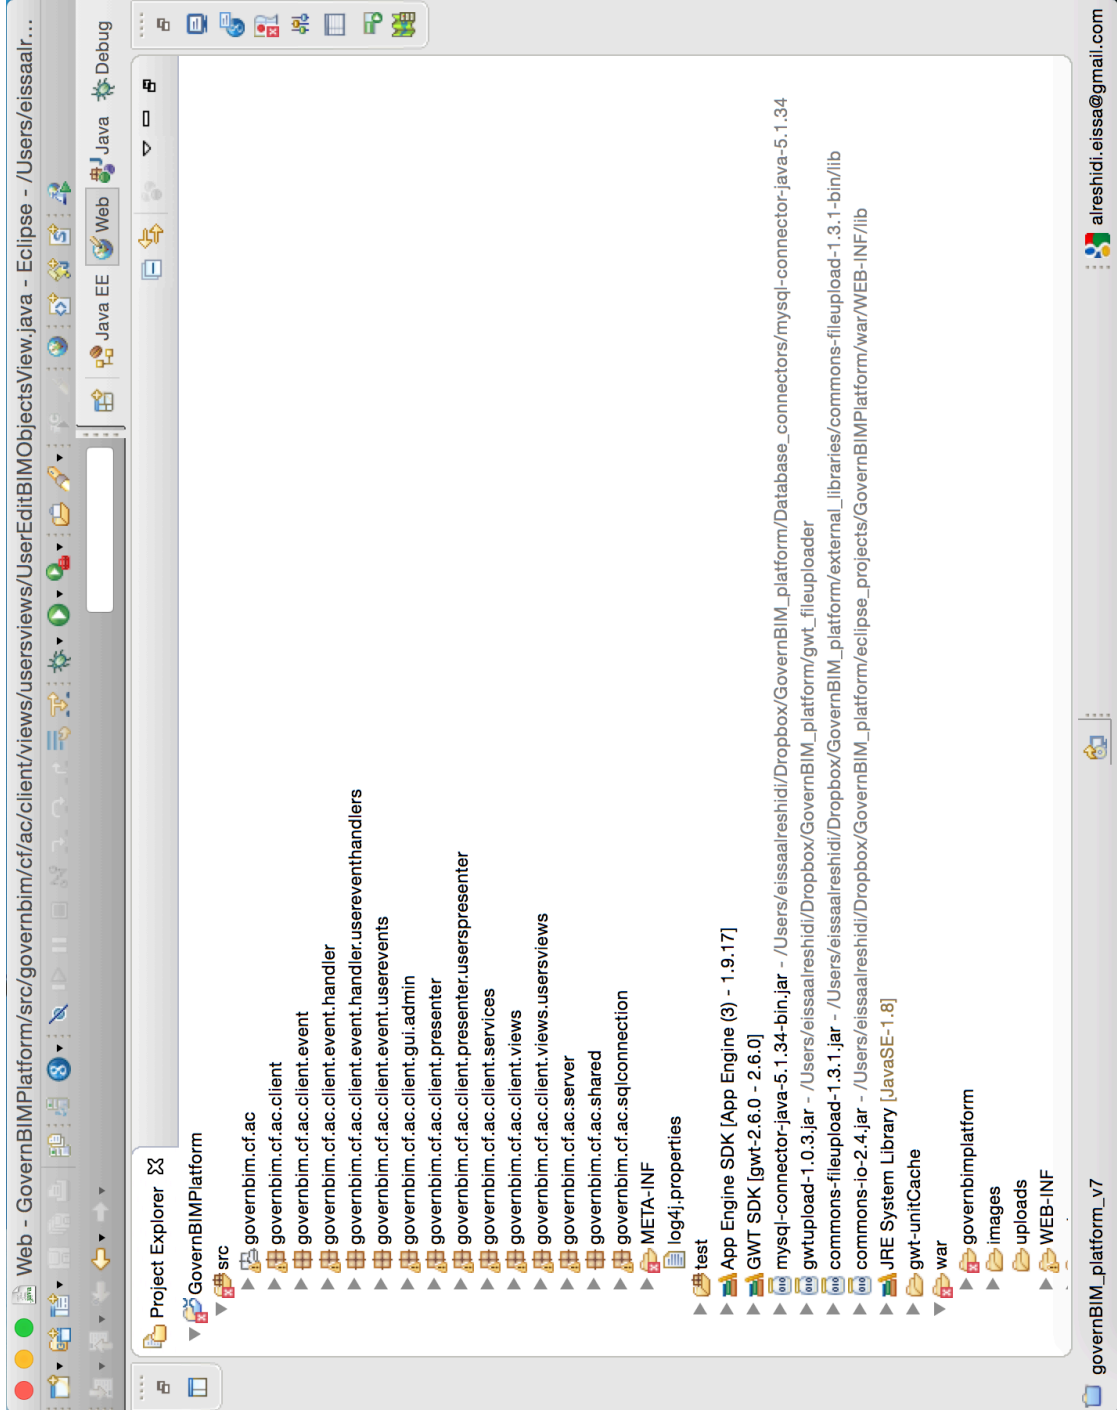 Web - GovernBIMPlatform/src/governbim/cf/ac/client/views/usersviews/UserEditBIMObjectsView.java - Eclipse - /Users/eissaalr...
Java EE Web Java Debug
Project Explorer
GovernBIMPlatform
src
governbim.cf.ac
governbim.cf.ac.client
governbim.cf.ac.client.event
governbim.cf.ac.client.event.handler
governbim.cf.ac.client.event.handler.usereventhandlers
governbim.cf.ac.client.event.userevents
governbim.cf.ac.client.gui.admin
governbim.cf.ac.client.presenter
governbim.cf.ac.client.presenter.userspresenter
governbim.cf.ac.client.services
governbim.cf.ac.client.views
governbim.cf.ac.client.views.usersviews
governbim.cf.ac.server
governbim.cf.ac.shared
governbim.cf.ac.sqlconnection
META-INF
log4j.properties
test
App Engine SDK [App Engine (3) - 1.9.17]
GWT SDK [gwt-2.6.0 - 2.6.0]
mysql-connector-java-5.1.34-bin.jar - /Users/eissaalreshidi/Dropbox/GovernBIM_platform/Database_connectors/mysql-connector-java-5.1.34
gwtupload-1.0.3.jar - /Users/eissaalreshidi/Dropbox/GovernBIM_platform/gwt_fileuploader
commons-fileupload-1.3.1.jar - /Users/eissaalreshidi/Dropbox/GovernBIM_platform/external_libraries/commons-fileupload-1.3.1-bin/lib
commons-io-2.4.jar - /Users/eissaalreshidi/Dropbox/GovernBIM_platform/eclipse_projects/GovernBIMPlatform/war/WEB-INF/lib
JRE System Library [JavaSE-1.8]
gwt-unitCache
war
governbimplatform
images
uploads
WEB-INF
governBIM_platform_v7
alreshidi.eissa@gmail.com